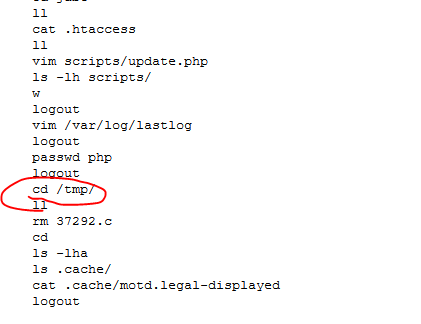 ll
cat .htaccess
ll
vim scripts/update.php
ls -lh scripts/
w
logout
vim /var/log/lastlog
logout
passwd php
logout
cd /tmp/
ll
rm 37292.c
cd
ls -lha
ls .cache/
cat .cache/motd.legal-displayed
logout